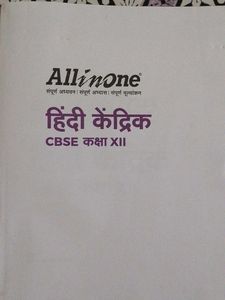 All in One®
संपूर्ण अध्ययन | संपूर्ण अभ्यास | संपूर्ण मूल्यांकन
हिंदी केंद्रिक
CBSE कक्षा XII